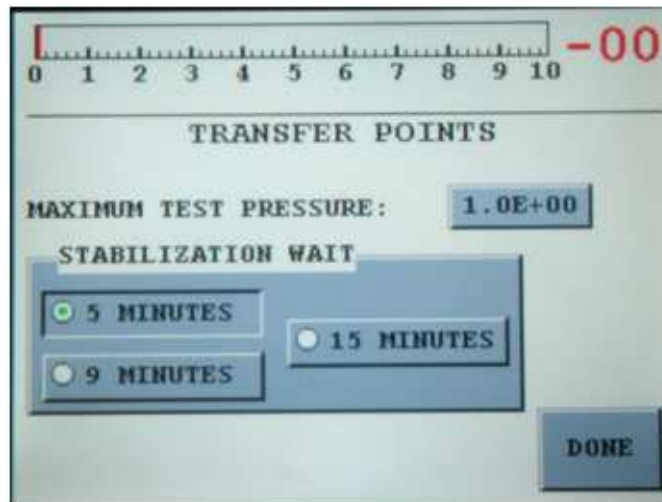 -00
0 1 2 3 4 5 6 7 8 9 10
TRANSFER POINTS
MAXIMUM TEST PRESSURE: 1.0E+00
STABILIZATION WAIT
5 MINUTES
15 MINUTES
9 MINUTES
DONE